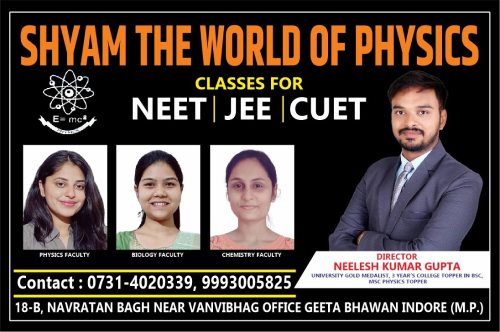 SHYAM THE WORLD OF PHYSICS
CLASSES FOR
NEET | JEE | CUET
E= mc²
PHYSICS
PHYSICS FACULTY
BIOLOGY FACULTY
CHEMISTRY FACULTY
DIRECTOR
NEELESH KUMAR GUPTA
UNIVERSITY GOLD MEDALIST, 3 YEAR'S COLLEGE TOPPER IN BSC,
MSC PHYSICS TOPPER
Contact : 0731-4020339, 9993005825
18-B, NAVRATAN BAGH NEAR VANVIBHAG OFFICE GEETA BHAWAN INDORE (M.P.)